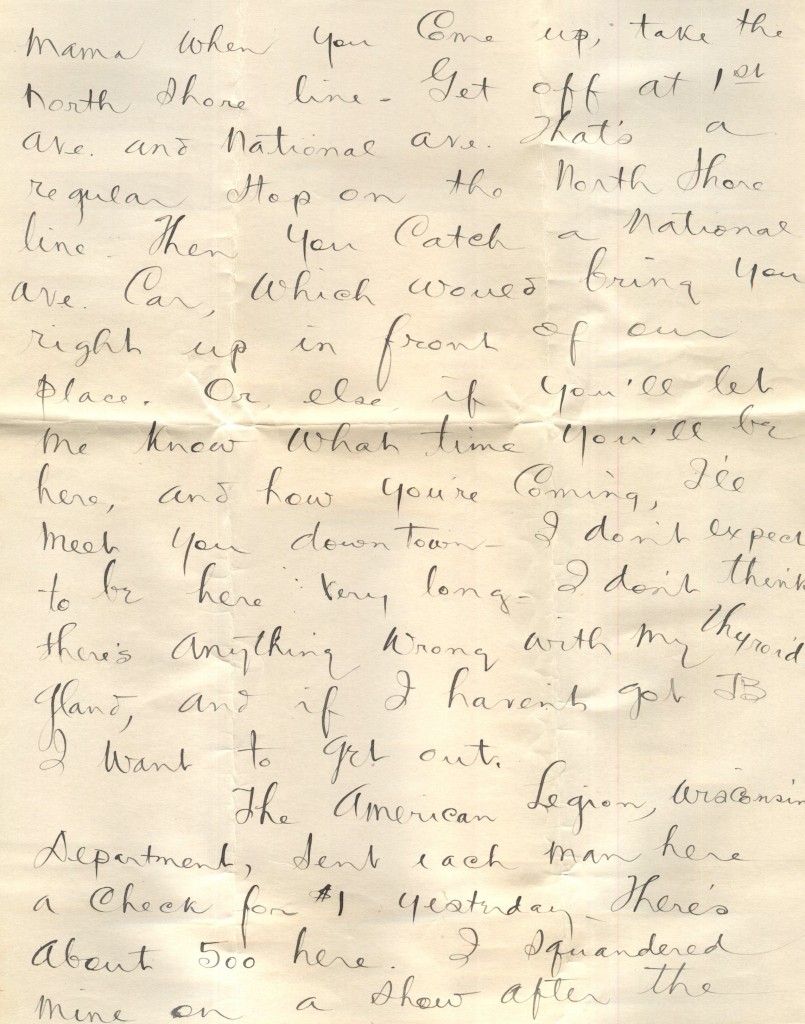 Mama when you come up, take the
North Shore line - Get off at 1st
Ave. and National Ave. That's a
regular stop on the North Shore
line. Then you catch a National
Ave. Car, which would bring you
right up in front of our
place. Or else if you'll let
me know what time you'll be
here, and how you're coming, I'll
meet you downtown - I don't expect
to be here very long - I don't think
there's anything wrong with my thyroid
gland, and if I haven't got TB
I want to get out.
The American Legion, Wisconsin
Department, sent each man here
a check for $1 yesterday - There's
about 500 here. I squandered
mine on a show after the